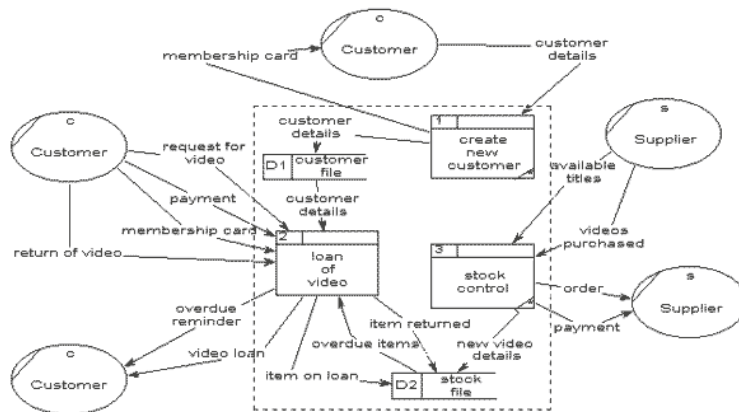 c
Customer
membership card
customer
details
c
Customer
s
Supplier
customer
details
1
create
new
customer
request for
video
D1
customer
file
available
titles
payment
customer
details
membership card
videos
purchased
2
loan
of
video
3
stock
control
return of video
s
Supplier
order
payment
overdue
reminder
item returned
video loan
overdue items
new video
details
item on loan
D2
stock
file
c
Customer